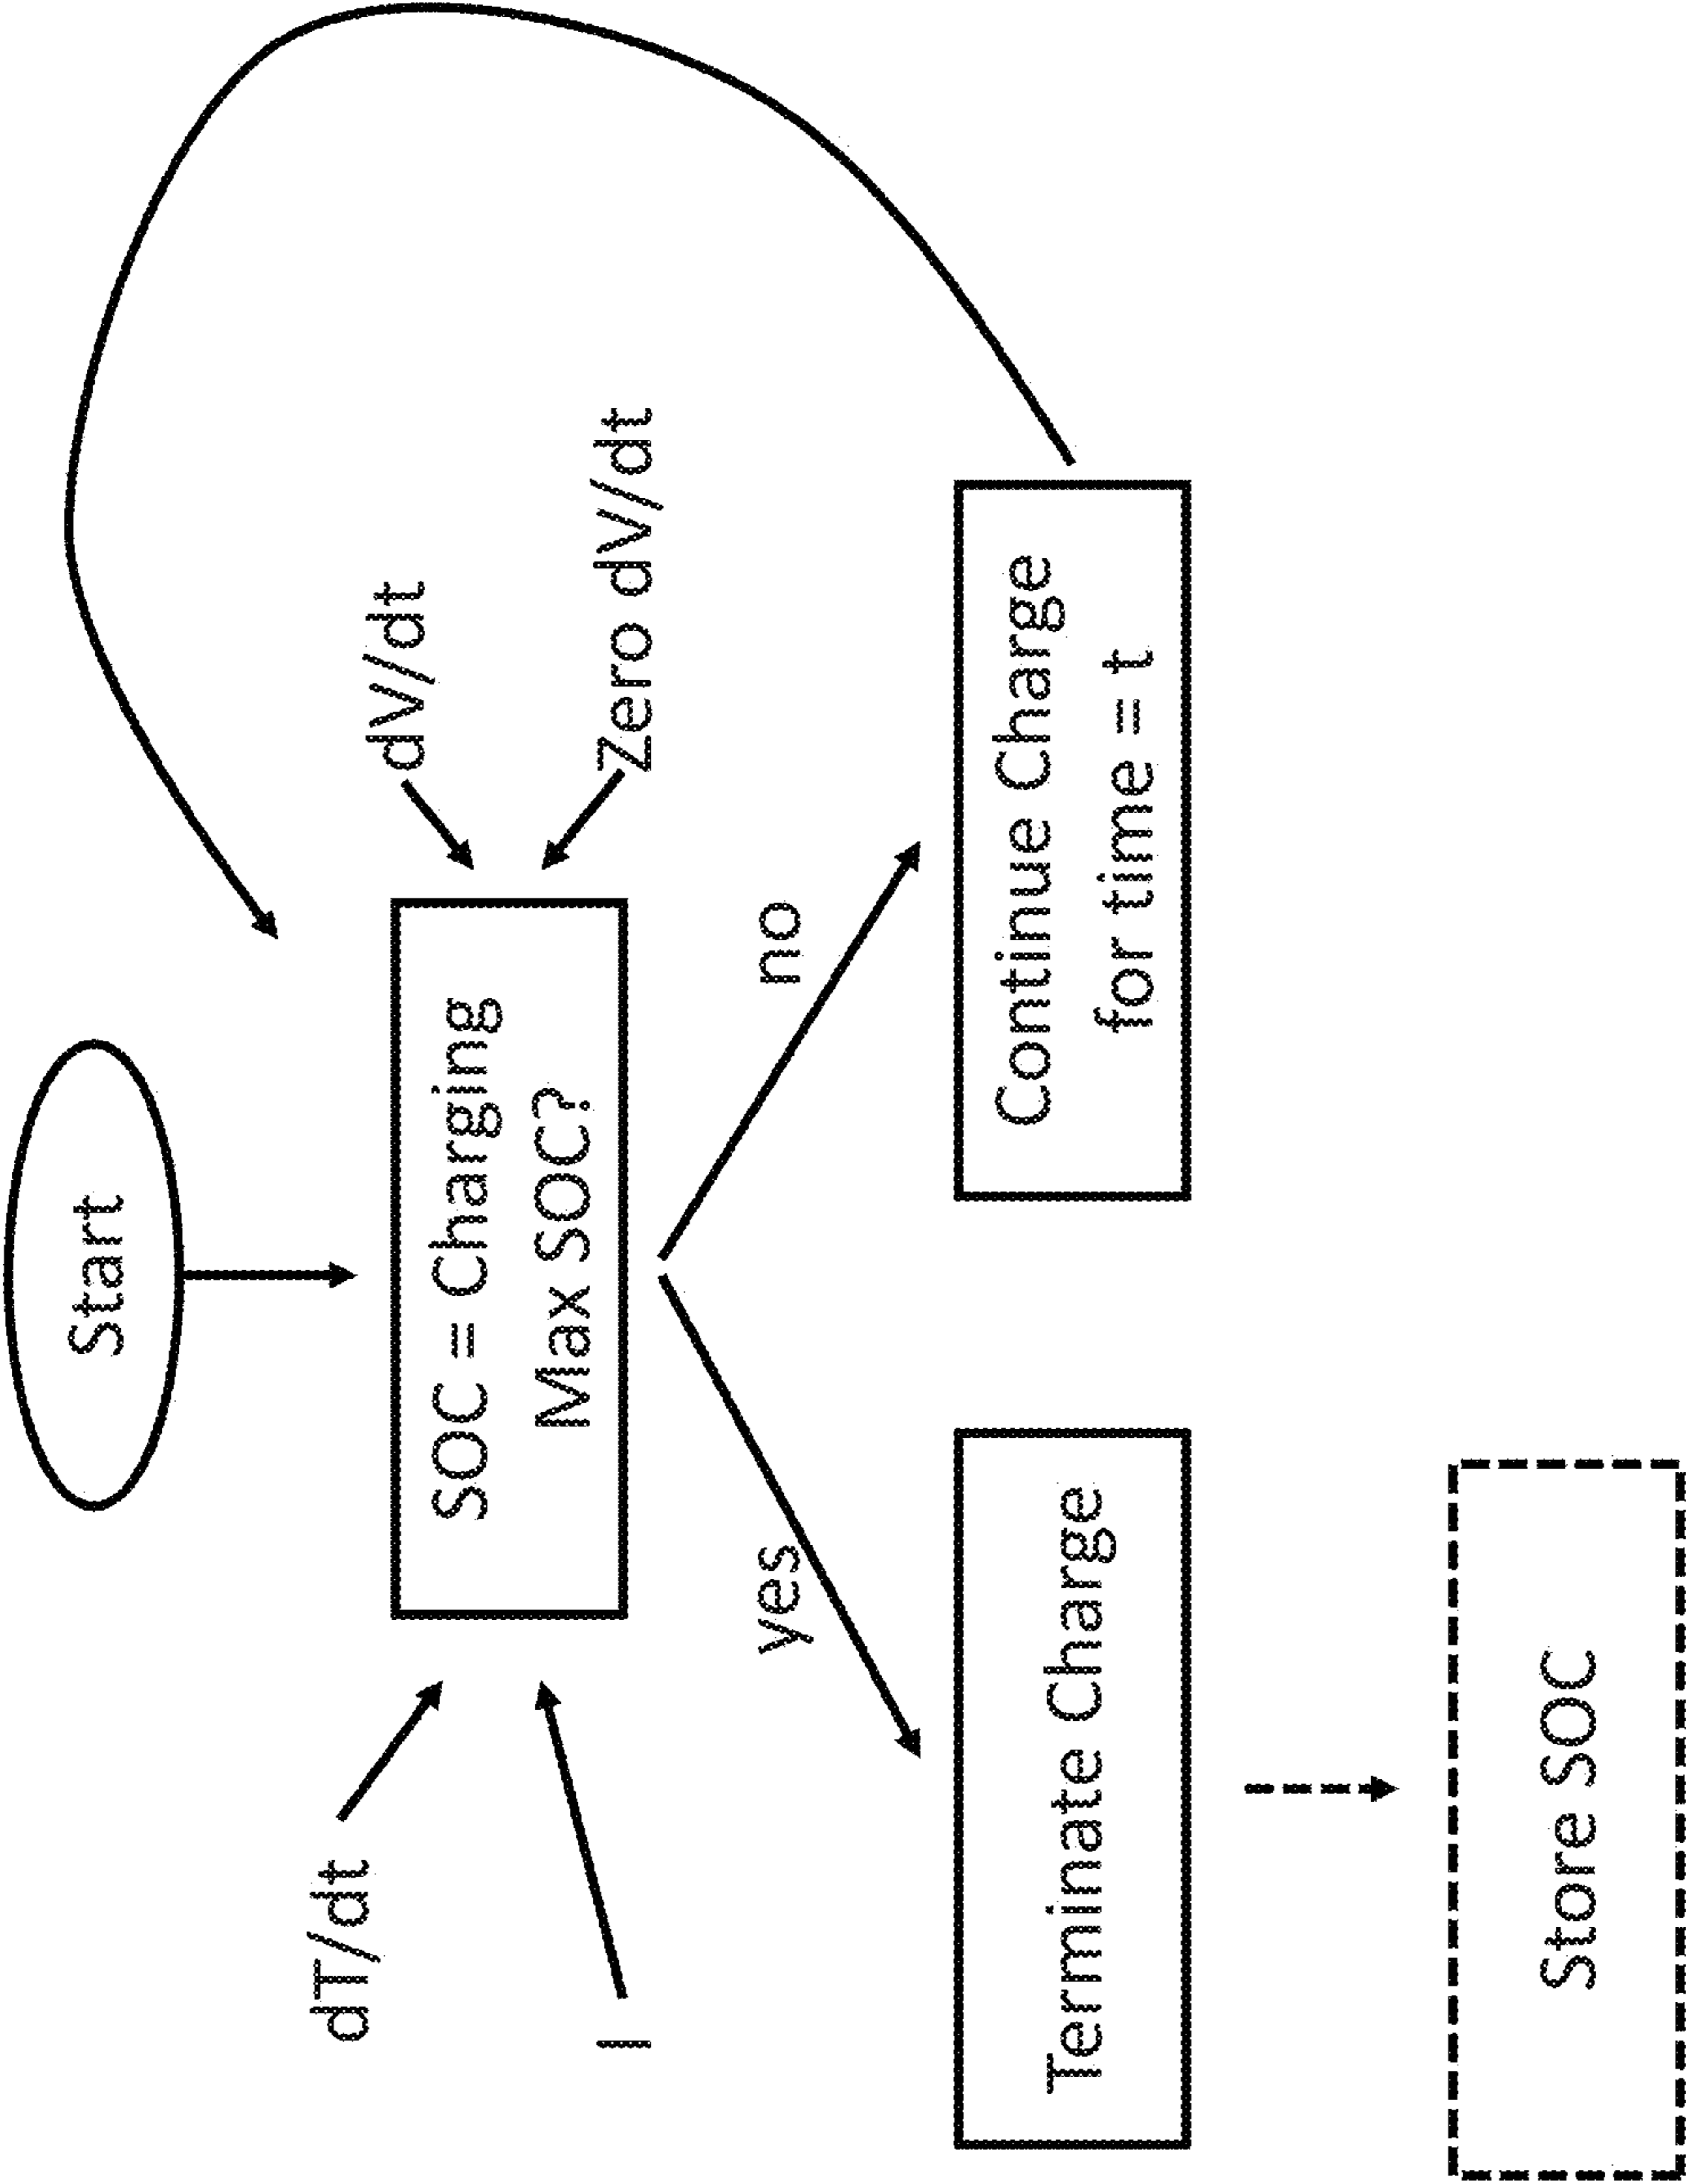 Start
dT/dt
I
SOC = Charging
Max SOC?
dV/dt
Zero dV/dt
yes
no
Terminate Charge
Continue Charge
for time = t
Store SOC